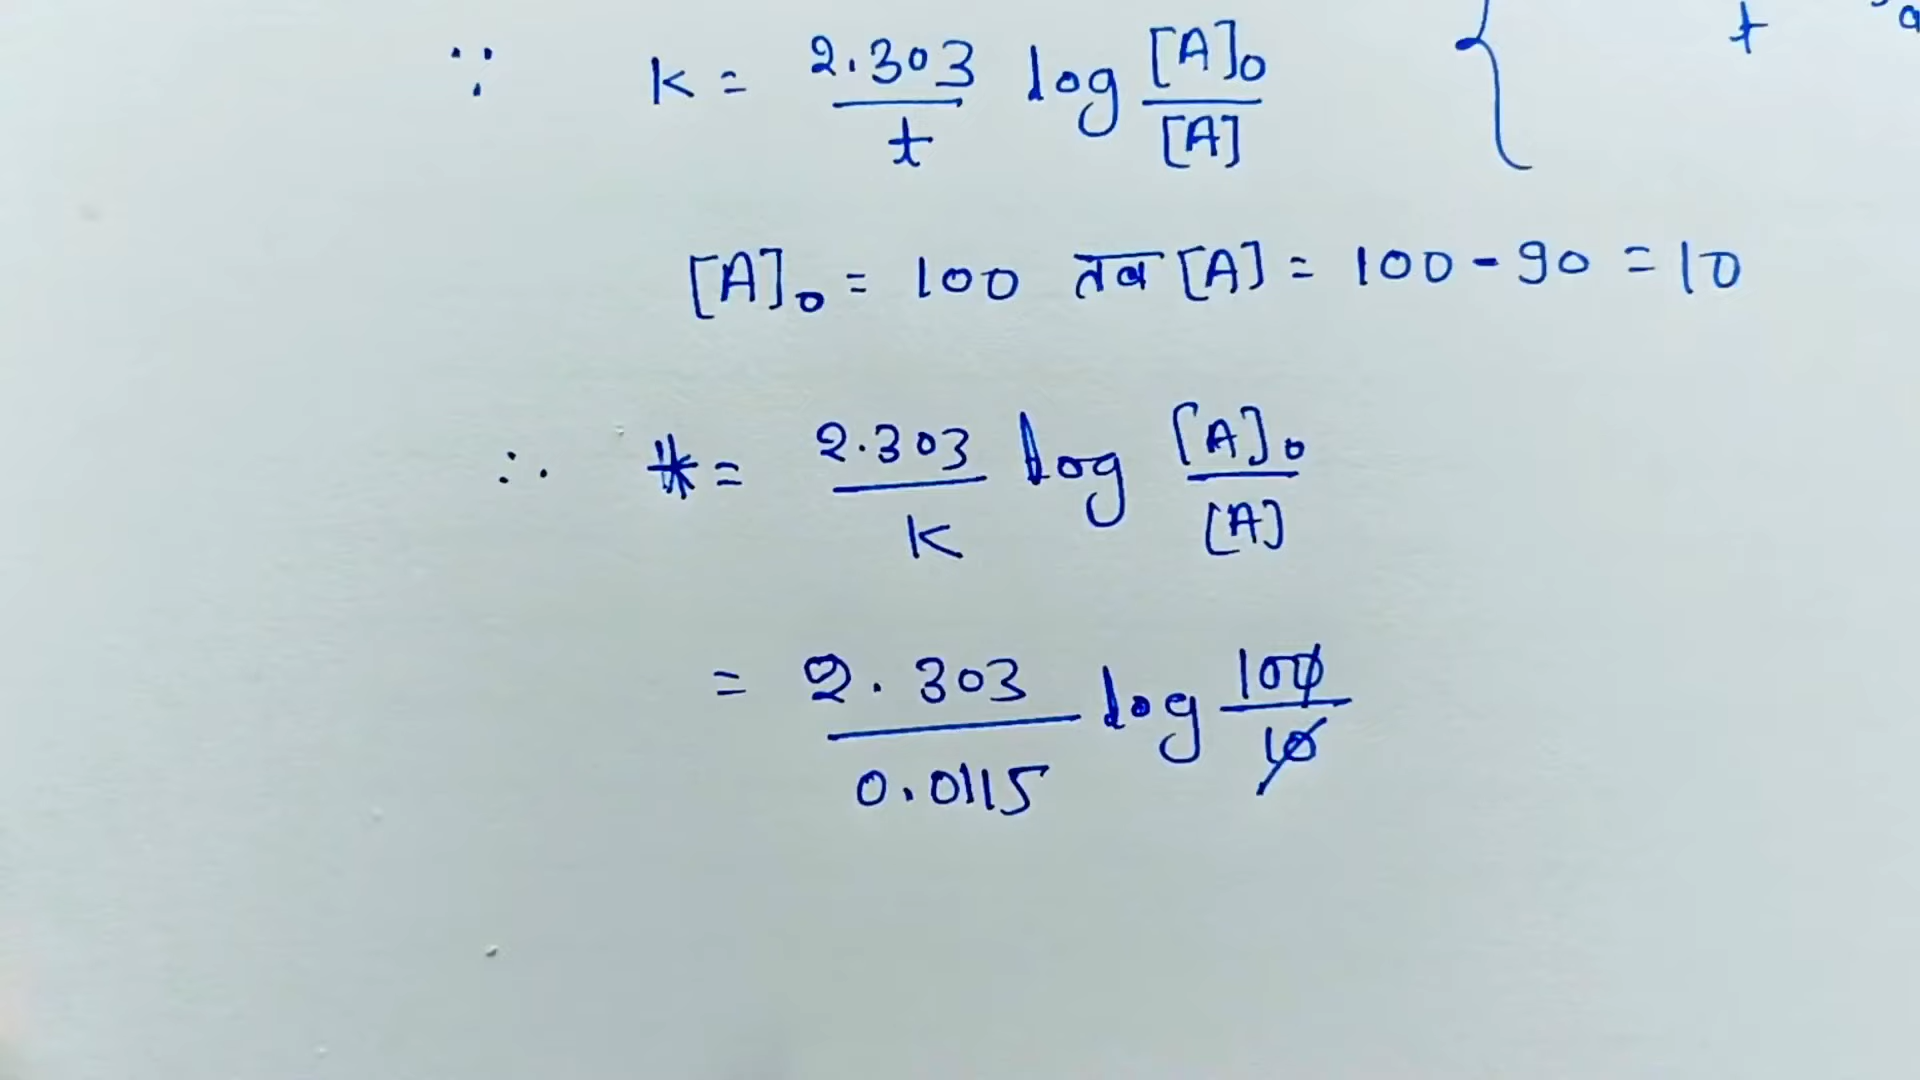 ∵ k = 2.303/t log [A]₀/[A] { t
[A]₀ = 100 तब [A] = 100 - 90 = 10
∴ = 2.303/k log [A]₀/[A]
= 2.303/0.0115 log 100/10